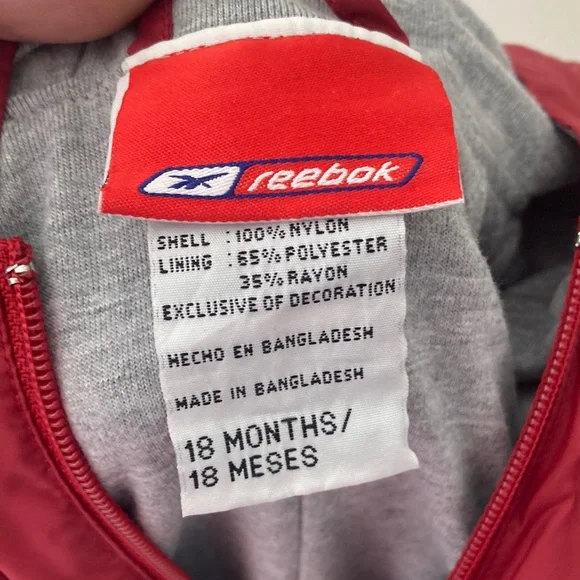 reebok
SHELL : 100% NYLON
LINING : 65% POLYESTER
35% RAYON
EXCLUSIVE OF DECORATION
HECHO EN BANGLADESH
MADE IN BANGLADESH
18 MONTHS/
18 MESES